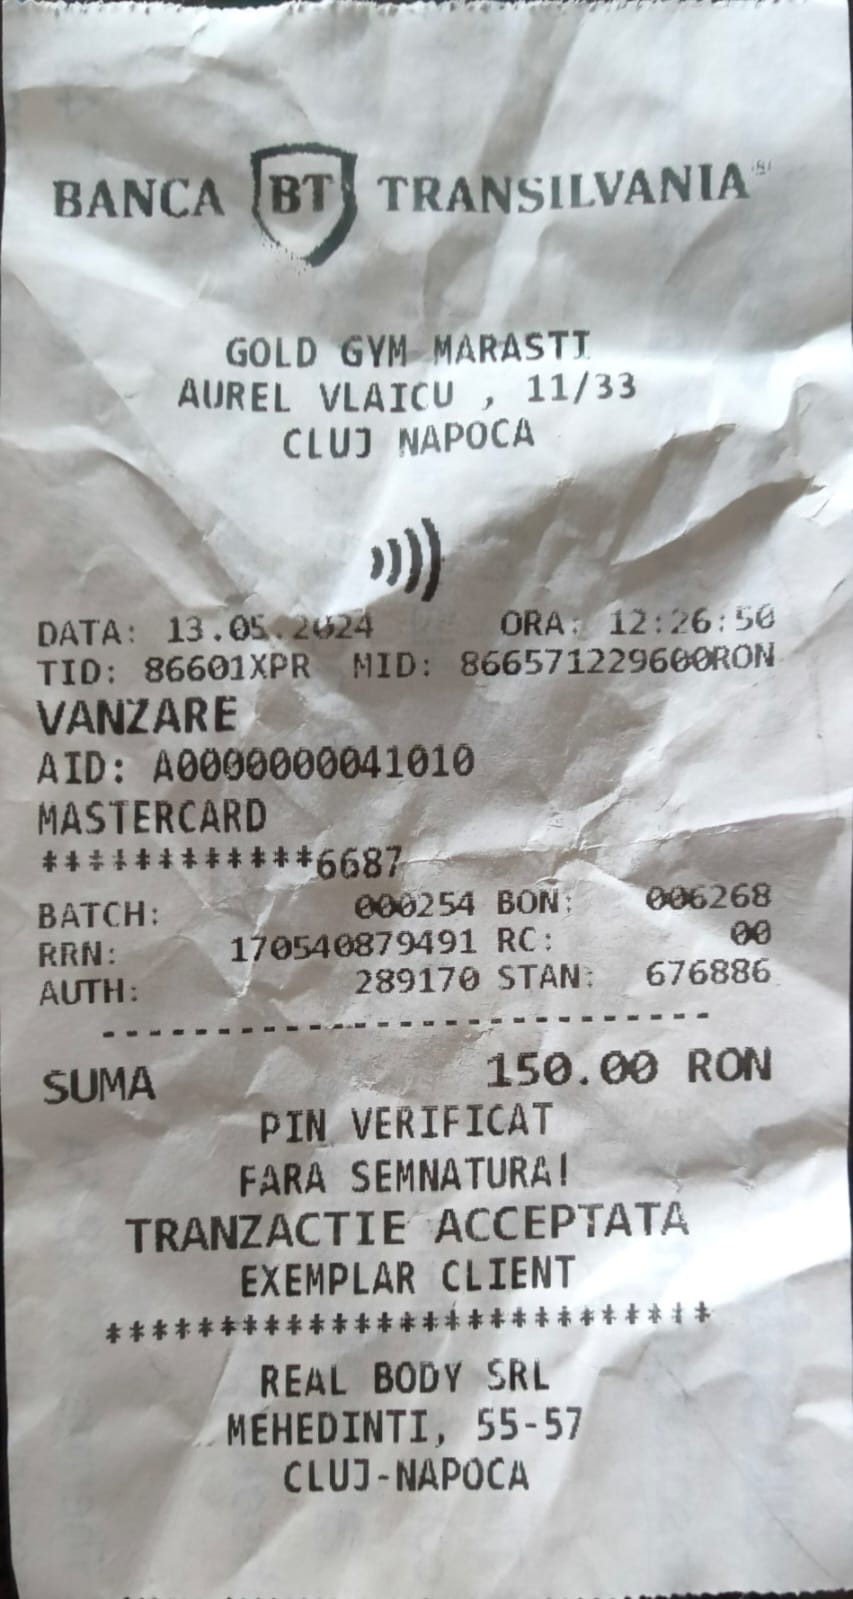 BANCA BT TRANSILVANIA®
GOLD GYM MARASTI
AUREL VLAICU , 11/33
CLUJ NAPOCA
DATA: 13.05.2024 ORA: 12:26:50
TID: 86601XPR MID: 866571229600RON
VANZARE
AID: A0000000041010
MASTERCARD
************6687
BATCH: 000254 BON: 006268
RRN: 170540879491 RC: 00
AUTH: 289170 STAN: 676886
---------------------------
SUMA 150.00 RON
PIN VERIFICAT
FARA SEMNATURA!
TRANZACTIE ACCEPTATA
EXEMPLAR CLIENT
***************************
REAL BODY SRL
MEHEDINTI, 55-57
CLUJ-NAPOCA